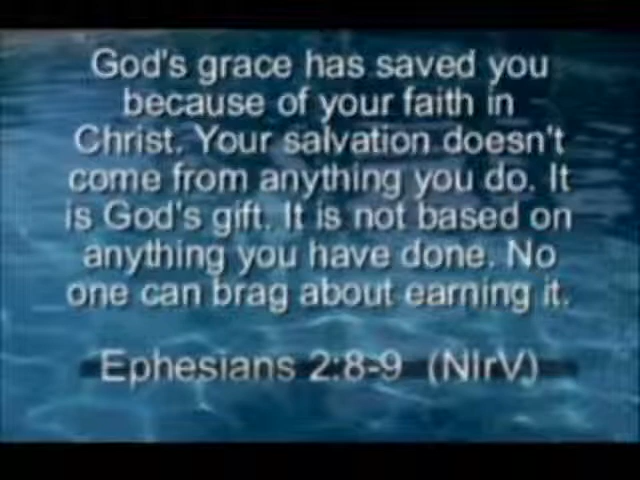 God's grace has saved you
because of your faith in
Christ. Your salvation doesn't
come from anything you do. It
is God's gift. It is not based on
anything you have done. No
one can brag about earning it.
Ephesians 2:8-9 (NIrV)